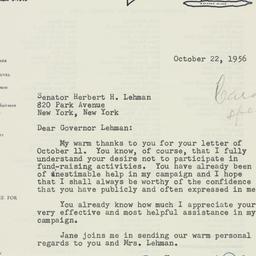 October 22, 1956
Senator Herbert H. Lehman
820 Park Avenue
New York, New York
Dear Governor Lehman:
My warm thanks to you for your letter of
October 11. You know, of course, that I fully
understand your desire not to participate in
fund-raising activities. You have already been
of inestimable help in my campaign and I hope
that I shall always be worthy of the confidence
that you have publicly and often expressed in me
You already know how much I appreciate your
very effective and most helpful assistance in my
campaign.
Jane joins me in sending our warm personal
regards to you and Mrs. Lehman.